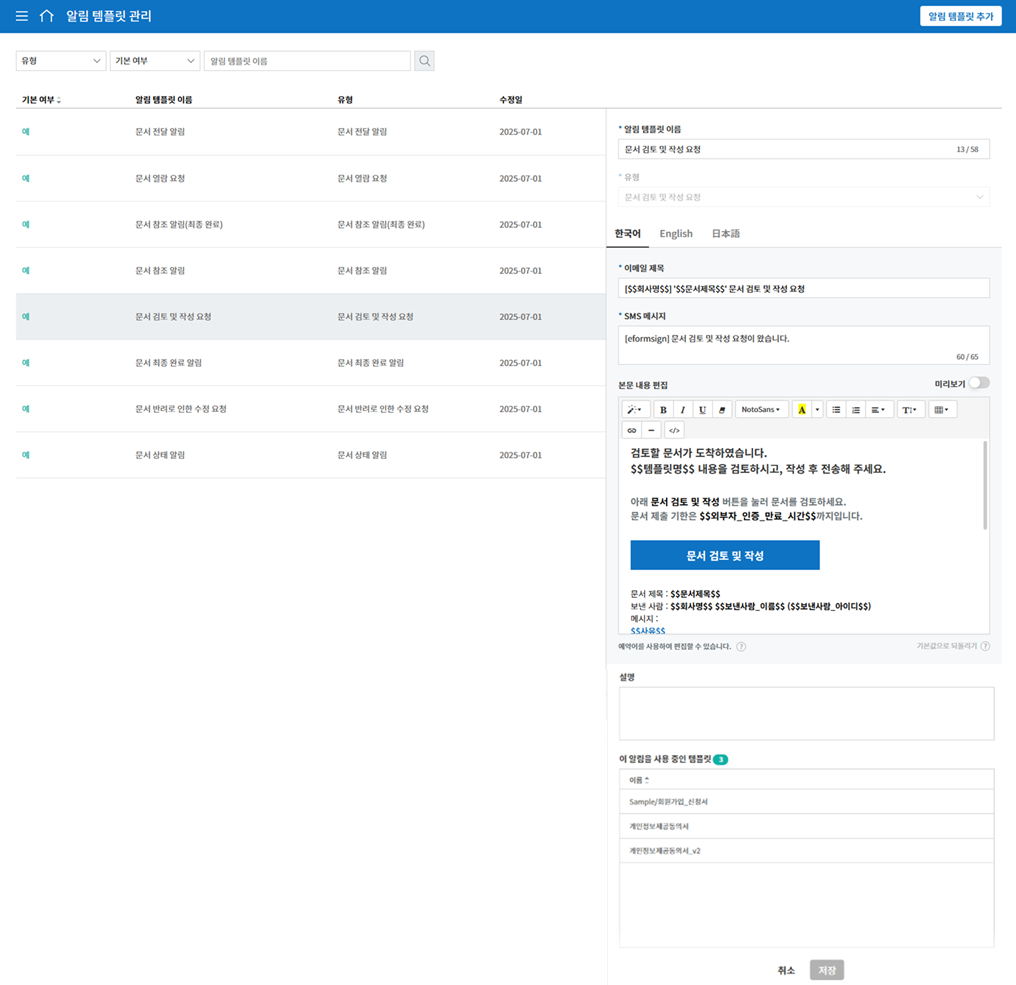 알림 템플릿 관리
알림 템플릿 추가
유형 기본 여부 알림 템플릿 이름
기본 여부 알림 템플릿 이름 유형 수정일
예 문서 전달 알림 문서 전달 알림 2025-07-01
예 문서 열람 요청 문서 열람 요청 2025-07-01
예 문서 참조 알림(최종 완료) 문서 참조 알림(최종 완료) 2025-07-01
예 문서 참조 알림 문서 참조 알림 2025-07-01
예 문서 검토 및 작성 요청 문서 검토 및 작성 요청 2025-07-01
예 문서 최종 완료 알림 문서 최종 완료 알림 2025-07-01
예 문서 반려로 인한 수정 요청 문서 반려로 인한 수정 요청 2025-07-01
예 문서 상태 알림 문서 상태 알림 2025-07-01
* 알림 템플릿 이름
문서 검토 및 작성 요청 13 / 58
* 유형
문서 검토 및 작성 요청
한국어 English 日本語
* 이메일 제목
[$$회사명$$] '$$문서제목$$' 문서 검토 및 작성 요청
* SMS 메시지
[eformsign] 문서 검토 및 작성 요청이 왔습니다.
60 / 65
본문 내용 편집 미리보기
B I U NotoSans A T
</>
검토할 문서가 도착하였습니다.
$$템플릿명$$ 내용을 검토하시고, 작성 후 전송해 주세요.
아래 문서 검토 및 작성 버튼을 눌러 문서를 검토하세요.
문서 제출 기한은 $$외부자_인증_만료_시간$$까지입니다.
문서 검토 및 작성
문서 제목 : $$문서제목$$
보낸 사람 : $$회사명$$ $$보낸사람_이름$$ ($$보낸사람_아이디$$)
메시지 :
$$사유$$
예약어를 사용하여 편집할 수 있습니다. ? 기본값으로 되돌리기 ?
설명
이 알림을 사용 중인 템플릿 3
이름
Sample/회원가입_신청서
개인정보제공동의서
개인정보제공동의서_v2
취소 저장